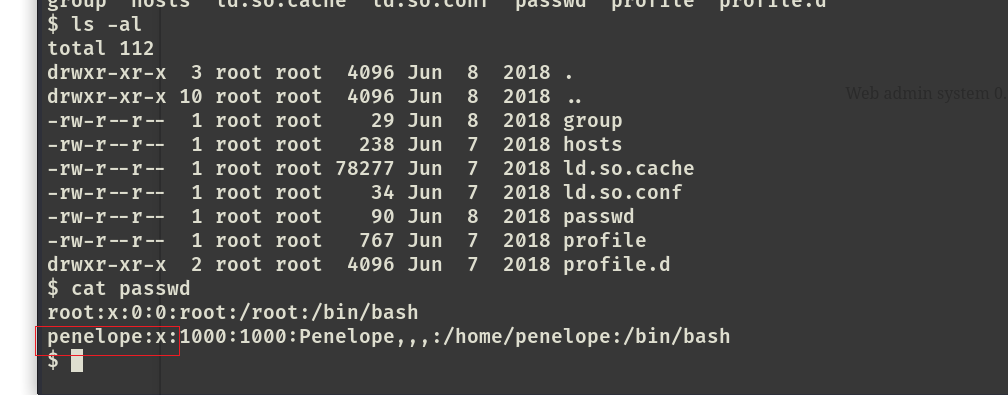 group  hosts  ld.so.cache  ld.so.conf  passwd  profile  profile.d
$ ls -al
total 112
drwxr-xr-x  3 root root  4096 Jun  8  2018 .
drwxr-xr-x 10 root root  4096 Jun  8  2018 ..
-rw-r--r--  1 root root    29 Jun  8  2018 group
-rw-r--r--  1 root root   238 Jun  7  2018 hosts
-rw-r--r--  1 root root 78277 Jun  7  2018 ld.so.cache
-rw-r--r--  1 root root    34 Jun  7  2018 ld.so.conf
-rw-r--r--  1 root root    90 Jun  8  2018 passwd
-rw-r--r--  1 root root   767 Jun  7  2018 profile
drwxr-xr-x  2 root root  4096 Jun  7  2018 profile.d
Web admin system 0.
$ cat passwd
root:x:0:0:root:/root:/bin/bash
penelope:x:1000:1000:Penelope,,,:/home/penelope:/bin/bash
$